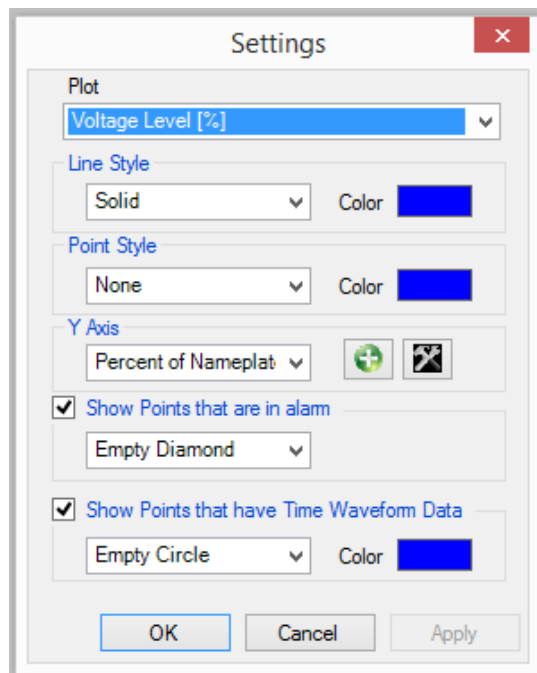 Settings
Plot
Voltage Level [%]
Line Style
Solid Color
Point Style
None Color
Y Axis
Percent of Nameplat
Show Points that are in alarm
Empty Diamond
Show Points that have Time Waveform Data
Empty Circle Color
OK Cancel Apply